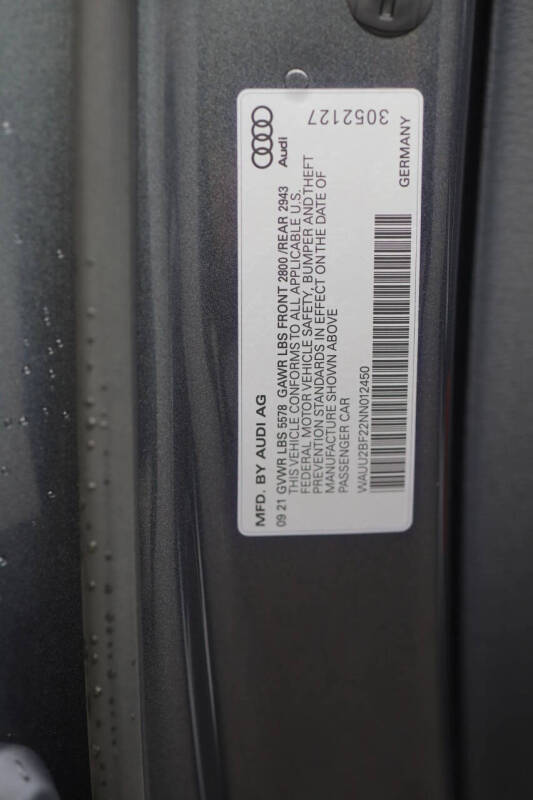 MFD. BY AUDI AG
Audi
09 21 GVWR LBS 5578 GAWR LBS FRONT 2800/REAR 2943
THIS VEHICLE CONFORMS TO ALL APPLICABLE U.S.
FEDERAL MOTOR VEHICLE SAFETY, BUMPER AND THEFT
PREVENTION STANDARDS IN EFFECT ON THE DATE OF
MANUFACTURE SHOWN ABOVE
PASSENGER CAR
3052127
WAUU2BF22NN012450
GERMANY